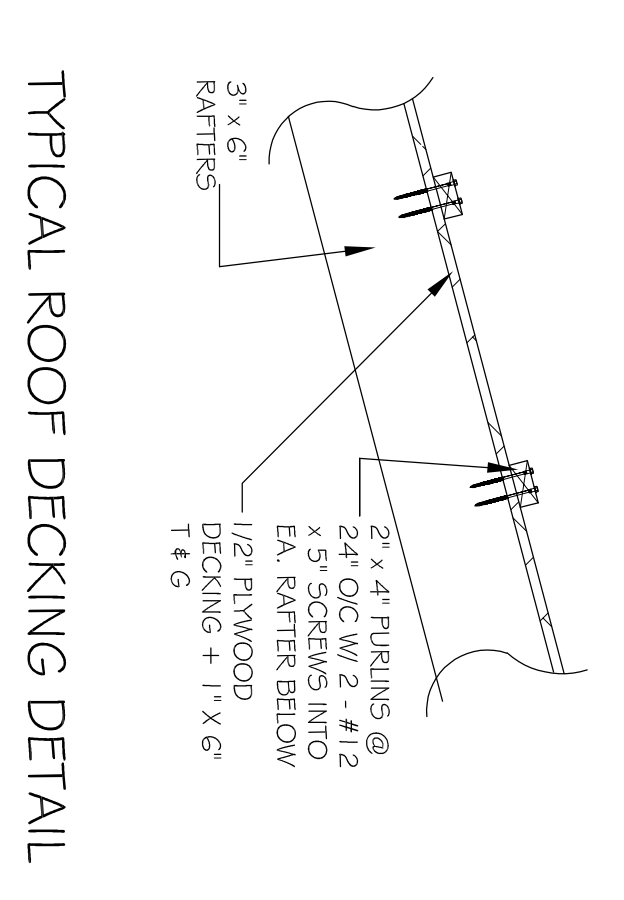 2" x 4" PURLINS @
24" O/C W/ 2 - #12
x 5" SCREWS INTO
EA. RAFTER BELOW
3" x 6"
RAFTERS
1/2" PLYWOOD
DECKING + 1" X 6"
T & G
TYPICAL ROOF DECKING DETAIL